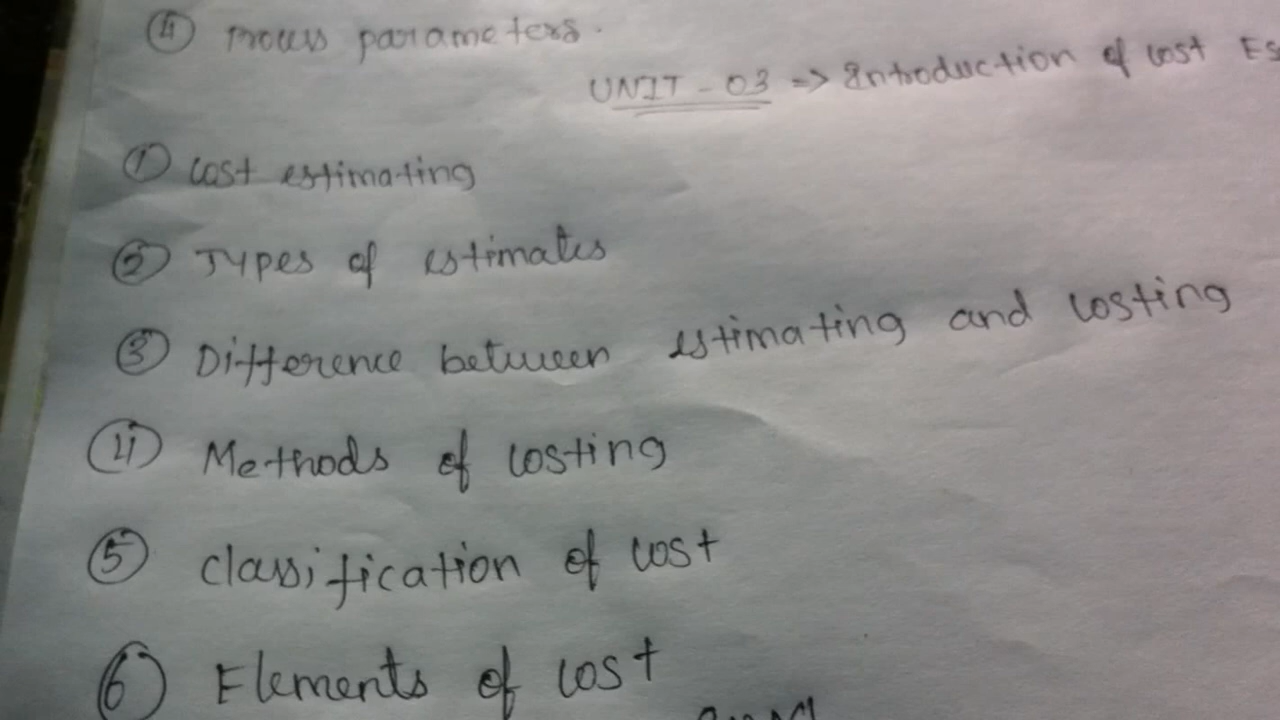 ④ Process parameters.
UNIT-03 => Introduction of cost Es
① Cost estimating
② Types of estimates
③ Difference between estimating and costing
④ Methods of costing
⑤ classification of cost
⑥ Elements of cost